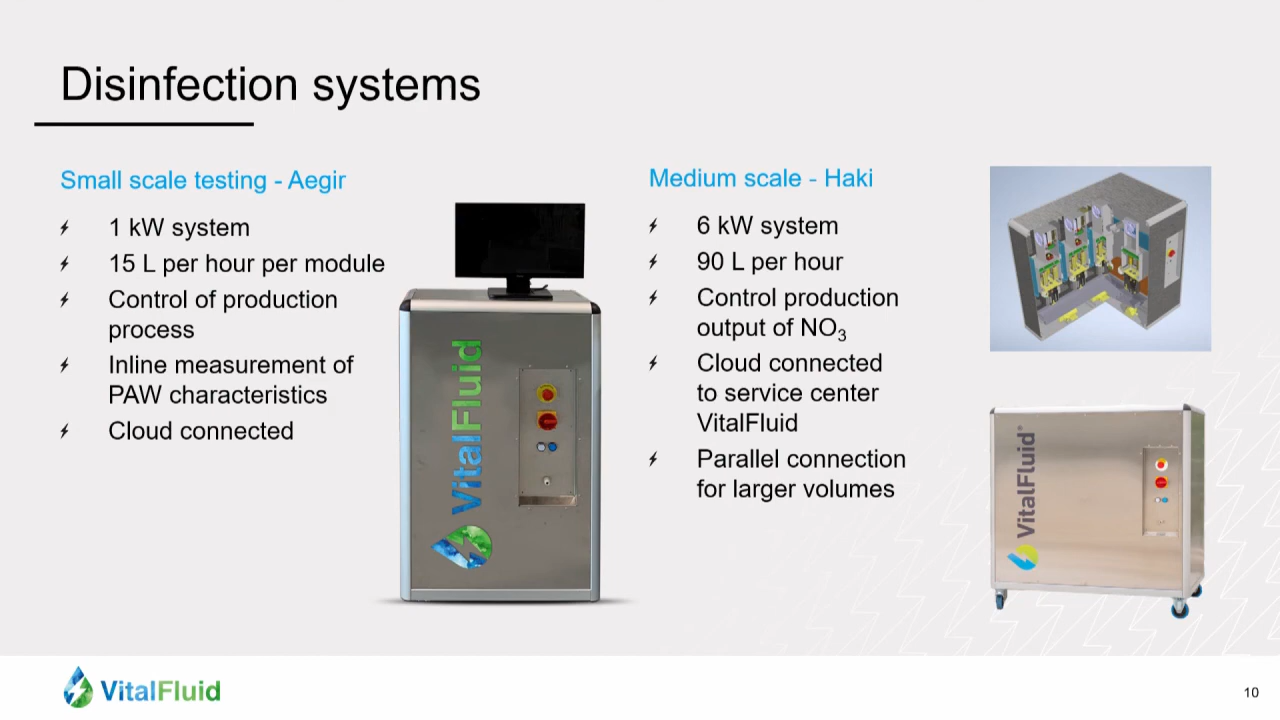 Disinfection systems
Small scale testing - Aegir
1 kW system
15 L per hour per module
Control of production
process
Inline measurement of
PAW characteristics
Cloud connected
VitalFluid
Medium scale - Haki
6 kW system
90 L per hour
Control production
output of NO₃
Cloud connected
to service center
VitalFluid
Parallel connection
for larger volumes
VitalFluid®
VitalFluid
10